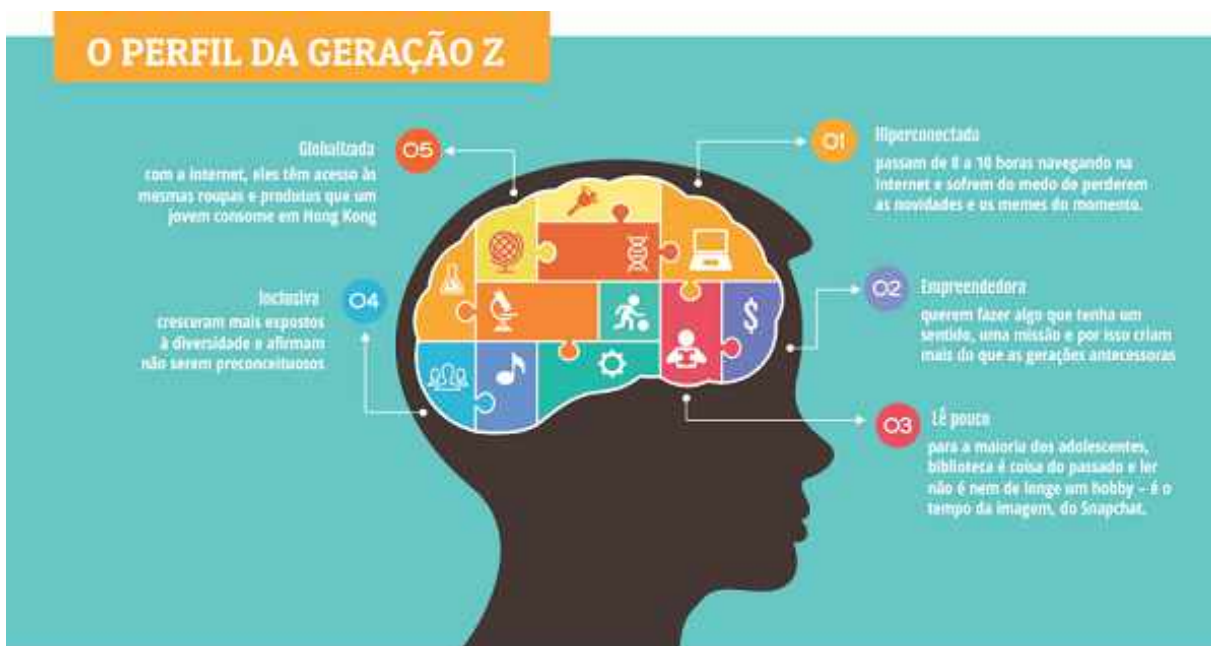 O PERFIL DA GERAÇÃO Z
01
Hiperconectada
passam de 8 a 10 horas navegando na
internet e sofrem do medo de perderem
as novidades e os memes do momento.
02
Empreendedora
querem fazer algo que tenha um
sentido, uma missão e por isso criam
mais do que as gerações antecessoras
03
Lê pouco
para a maioria dos adolescentes,
biblioteca é coisa do passado e ler
não é nem de longe um hobby – é o
tempo da imagem, do Snapchat.
04
Inclusiva
cresceram mais expostos
à diversidade e afirmam
não serem preconceituosos
05
Globalizada
com a internet, eles têm acesso às
mesmas roupas e produtos que um
jovem consome em Hong Kong
$